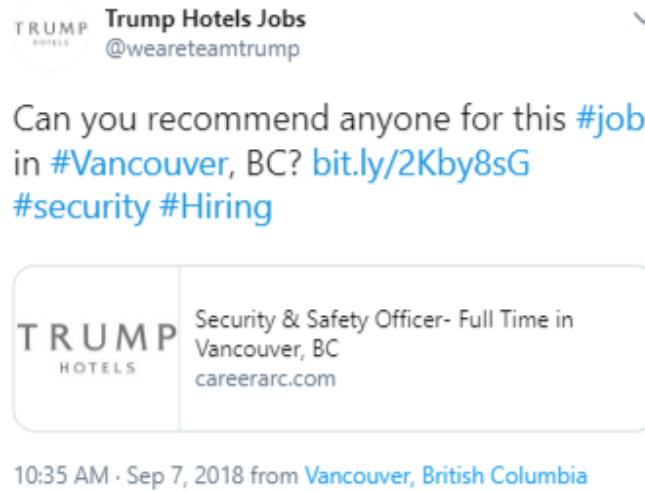 TRUMP
HOTELS
Trump Hotels Jobs
@weareteamtrump
Can you recommend anyone for this #job
in #Vancouver, BC? bit.ly/2Kby8sG
#security #Hiring
TRUMP
HOTELS
Security & Safety Officer- Full Time in
Vancouver, BC
careerarc.com
10:35 AM · Sep 7, 2018 from Vancouver, British Columbia